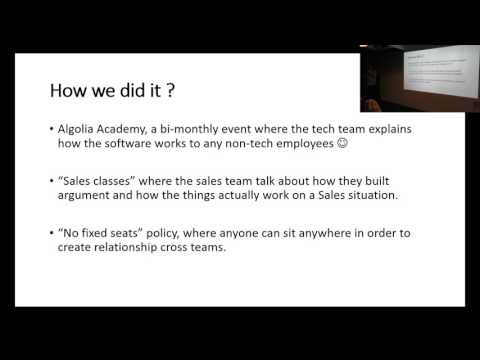 How we did it ?
• Algolia Academy, a bi-monthly event where the tech team explains
how the software works to any non-tech employees ☺
• “Sales classes” where the sales team talk about how they built
argument and how the things actually work on a Sales situation.
• “No fixed seats” policy, where anyone can sit anywhere in order to
create relationship cross teams.